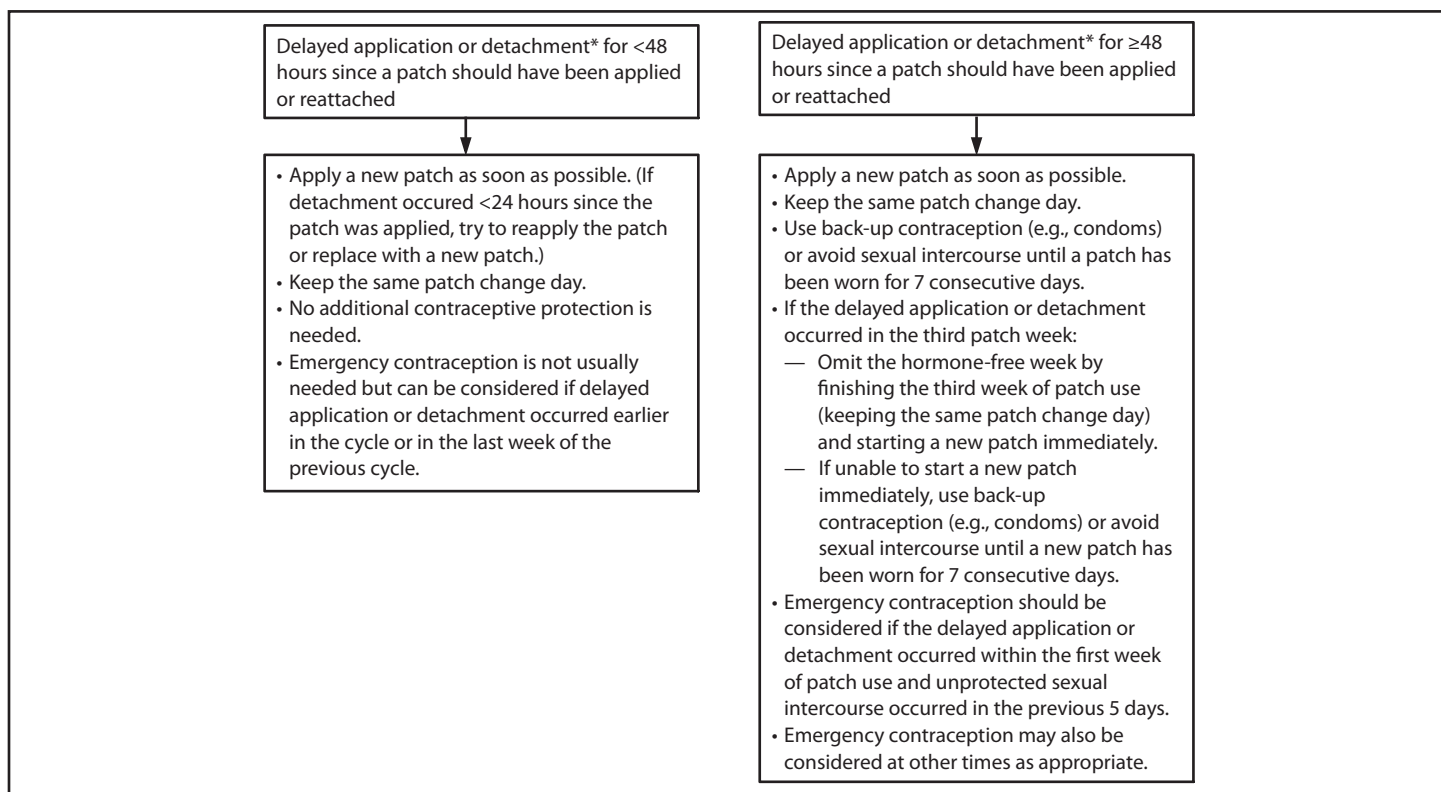 Delayed application or detachment* for <48
hours since a patch should have been applied
or reattached
• Apply a new patch as soon as possible. (If
detachment occured <24 hours since the
patch was applied, try to reapply the patch
or replace with a new patch.)
• Keep the same patch change day.
• No additional contraceptive protection is
needed.
• Emergency contraception is not usually
needed but can be considered if delayed
application or detachment occurred earlier
in the cycle or in the last week of the
previous cycle.
Delayed application or detachment* for ≥48
hours since a patch should have been applied
or reattached
• Apply a new patch as soon as possible.
• Keep the same patch change day.
• Use back-up contraception (e.g., condoms)
or avoid sexual intercourse until a patch has
been worn for 7 consecutive days.
• If the delayed application or detachment
occurred in the third patch week:
— Omit the hormone-free week by
finishing the third week of patch use
(keeping the same patch change day)
and starting a new patch immediately.
— If unable to start a new patch
immediately, use back-up
contraception (e.g., condoms) or avoid
sexual intercourse until a new patch has
been worn for 7 consecutive days.
• Emergency contraception should be
considered if the delayed application or
detachment occurred within the first week
of patch use and unprotected sexual
intercourse occurred in the previous 5 days.
• Emergency contraception may also be
considered at other times as appropriate.